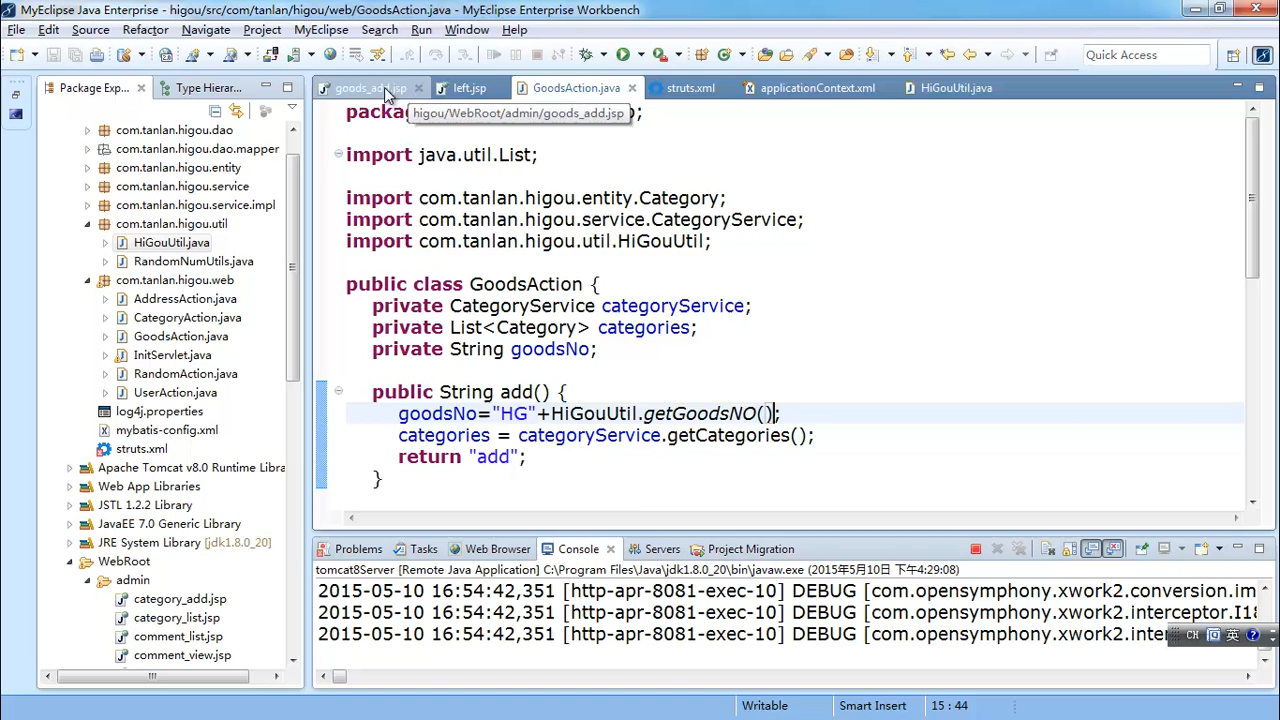 MyEclipse Java Enterprise - higou/src/com/tanlan/higou/web/GoodsAction.java - MyEclipse Enterprise Workbench
File Edit Source Refactor Navigate Project MyEclipse Search Run Window Help
Quick Access
Package Exp...
Type Hierar...
goods_add.jsp
left.jsp
GoodsAction.java
struts.xml
applicationContext.xml
HiGouUtil.java
higou/WebRoot/admin/goods_add.jsp
com.tanlan.higou.dao
com.tanlan.higou.dao.mapper
com.tanlan.higou.entity
com.tanlan.higou.service
com.tanlan.higou.service.impl
com.tanlan.higou.util
HiGouUtil.java
RandomNumUtils.java
com.tanlan.higou.web
AddressAction.java
CategoryAction.java
GoodsAction.java
InitServlet.java
RandomAction.java
UserAction.java
log4j.properties
mybatis-config.xml
struts.xml
Apache Tomcat v8.0 Runtime Libra
Web App Libraries
JSTL 1.2.2 Library
JavaEE 7.0 Generic Library
JRE System Library [jdk1.8.0_20]
WebRoot
admin
category_add.jsp
category_list.jsp
comment_list.jsp
comment_view.jsp
import java.util.List;
import com.tanlan.higou.entity.Category;
import com.tanlan.higou.service.CategoryService;
import com.tanlan.higou.util.HiGouUtil;
public class GoodsAction {
private CategoryService categoryService;
private List<Category> categories;
private String goodsNo;
public String add() {
goodsNo="HG"+HiGouUtil.getGoodsNO();
categories = categoryService.getCategories();
return "add";
}
Problems
Tasks
Web Browser
Console
Servers
Project Migration
tomcat8Server [Remote Java Application] C:\Program Files\Java\jdk1.8.0_20\bin\javaw.exe (2015年5月10日 下午4:29:08)
2015-05-10 16:54:42,351 [http-apr-8081-exec-10] DEBUG [com.opensymphony.xwork2.conversion.im
2015-05-10 16:54:42,351 [http-apr-8081-exec-10] DEBUG [com.opensymphony.xwork2.interceptor.I18
2015-05-10 16:54:42,351 [http-apr-8081-exec-10] DEBUG [com.opensymphony.xwork2.inter
CH 英
Writable
Smart Insert
15 : 44